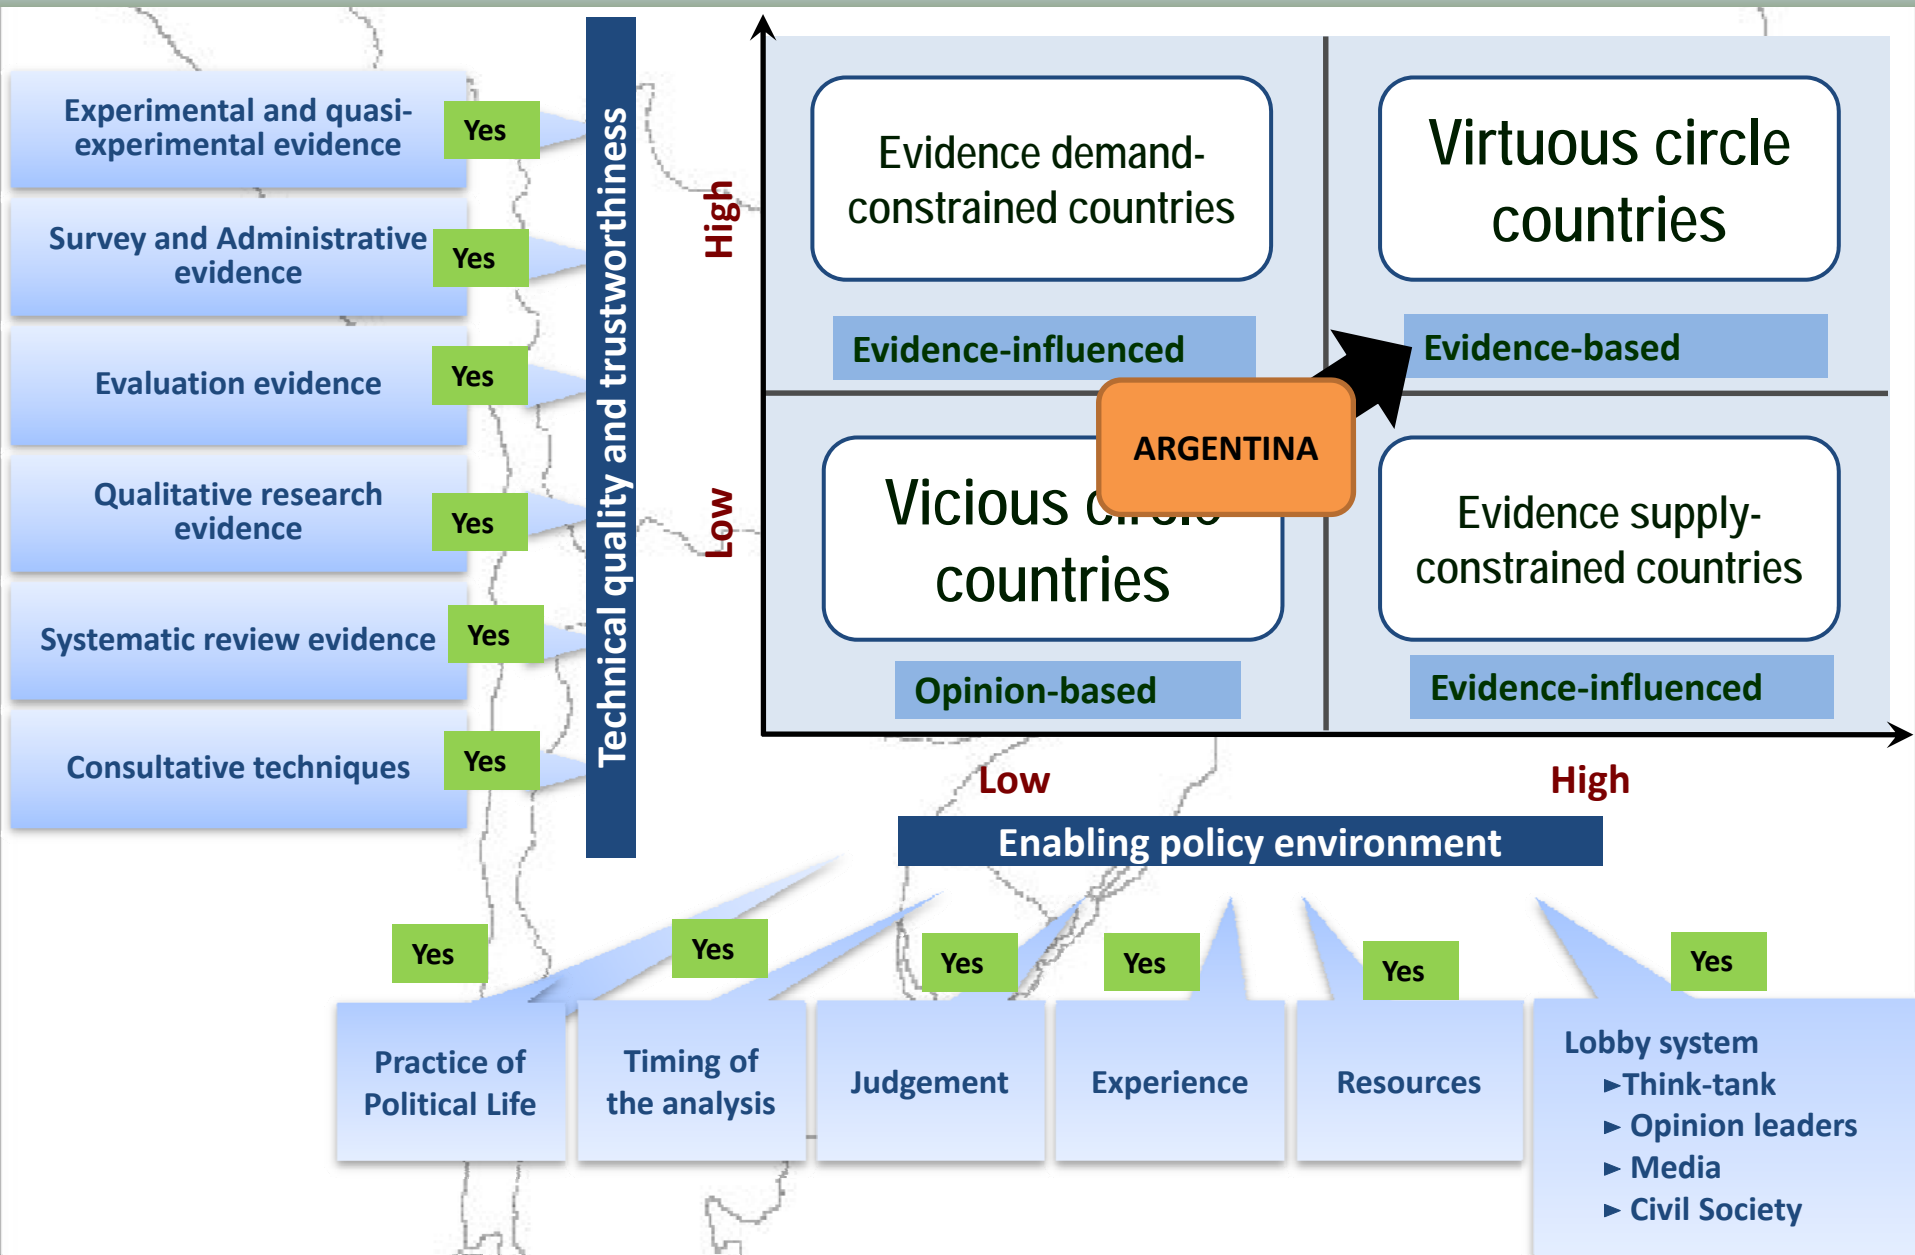 Experimental and quasi-
experimental evidence
Yes
Survey and Administrative
evidence
Yes
Evaluation evidence
Yes
Qualitative research
evidence
Yes
Systematic review evidence
Yes
Consultative techniques
Yes
Technical quality and trustworthiness
High
Low
Evidence demand-
constrained countries
Evidence-influenced
Virtuous circle
countries
Evidence-based
ARGENTINA
Vicious circle
countries
Opinion-based
Evidence supply-
constrained countries
Evidence-influenced
Low
High
Enabling policy environment
Yes
Practice of
Political Life
Yes
Timing of
the analysis
Yes
Judgement
Yes
Experience
Yes
Resources
Yes
Lobby system
►Think-tank
► Opinion leaders
► Media
► Civil Society